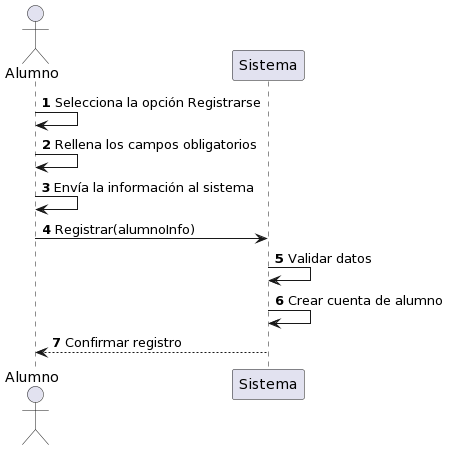 Alumno
Sistema
1 Selecciona la opción Registrarse
2 Rellena los campos obligatorios
3 Envía la información al sistema
4 Registrar(alumnoInfo)
5 Validar datos
6 Crear cuenta de alumno
7 Confirmar registro
Alumno
Sistema